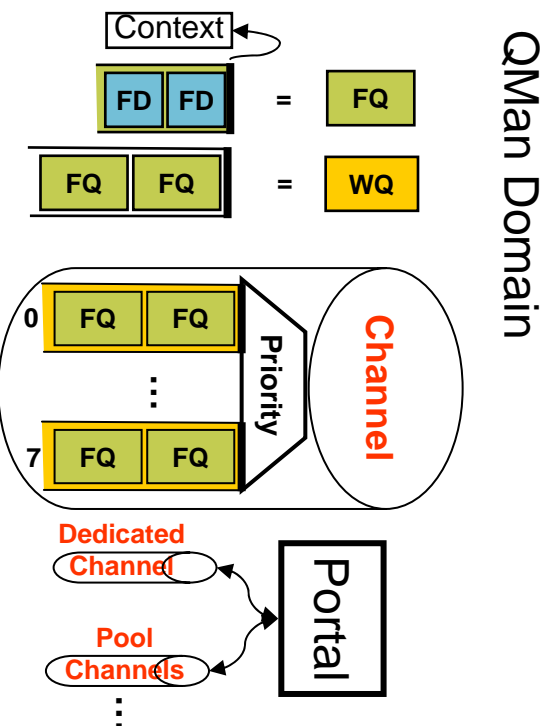 QMan Domain
Context
FD FD = FQ
FQ FQ = WQ
Channel
Priority
0 FQ FQ
...
7 FQ FQ
Dedicated
Channel
Portal
Pool
Channels
...